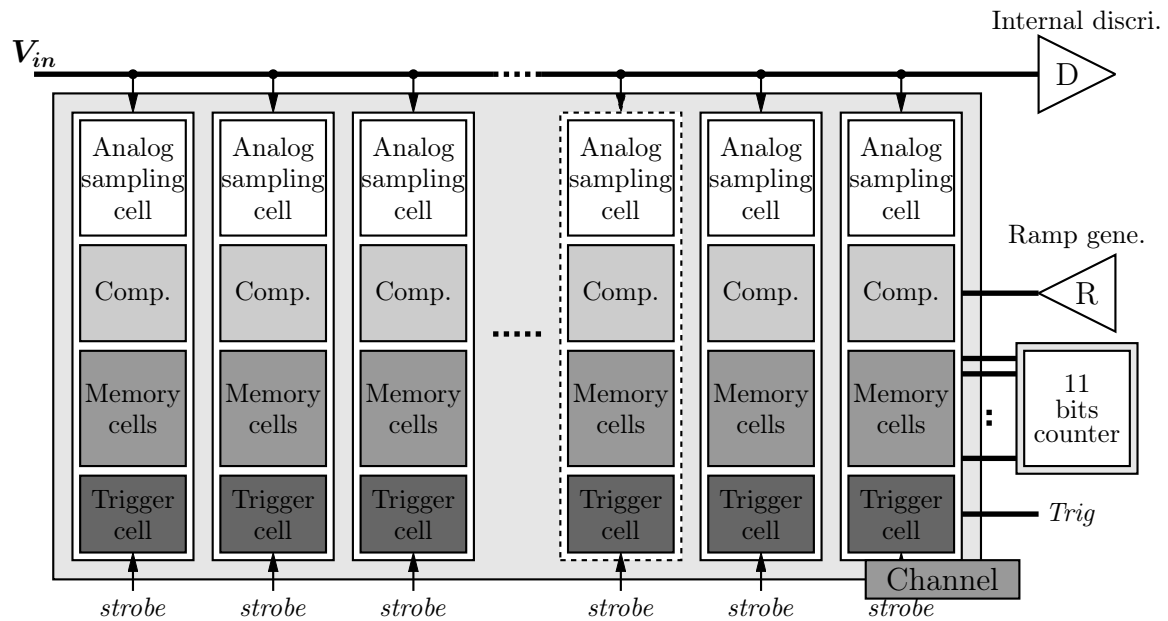 Internal discri.
V_in
D
Analog sampling cell
Analog sampling cell
Analog sampling cell
Analog sampling cell
Analog sampling cell
Analog sampling cell
Ramp gene.
R
Comp.
Comp.
Comp.
Comp.
Comp.
Comp.
Memory cells
Memory cells
Memory cells
Memory cells
Memory cells
Memory cells
11
bits
counter
Trigger cell
Trigger cell
Trigger cell
Trigger cell
Trigger cell
Trigger cell
Trig
Channel
strobe
strobe
strobe
strobe
strobe
strobe